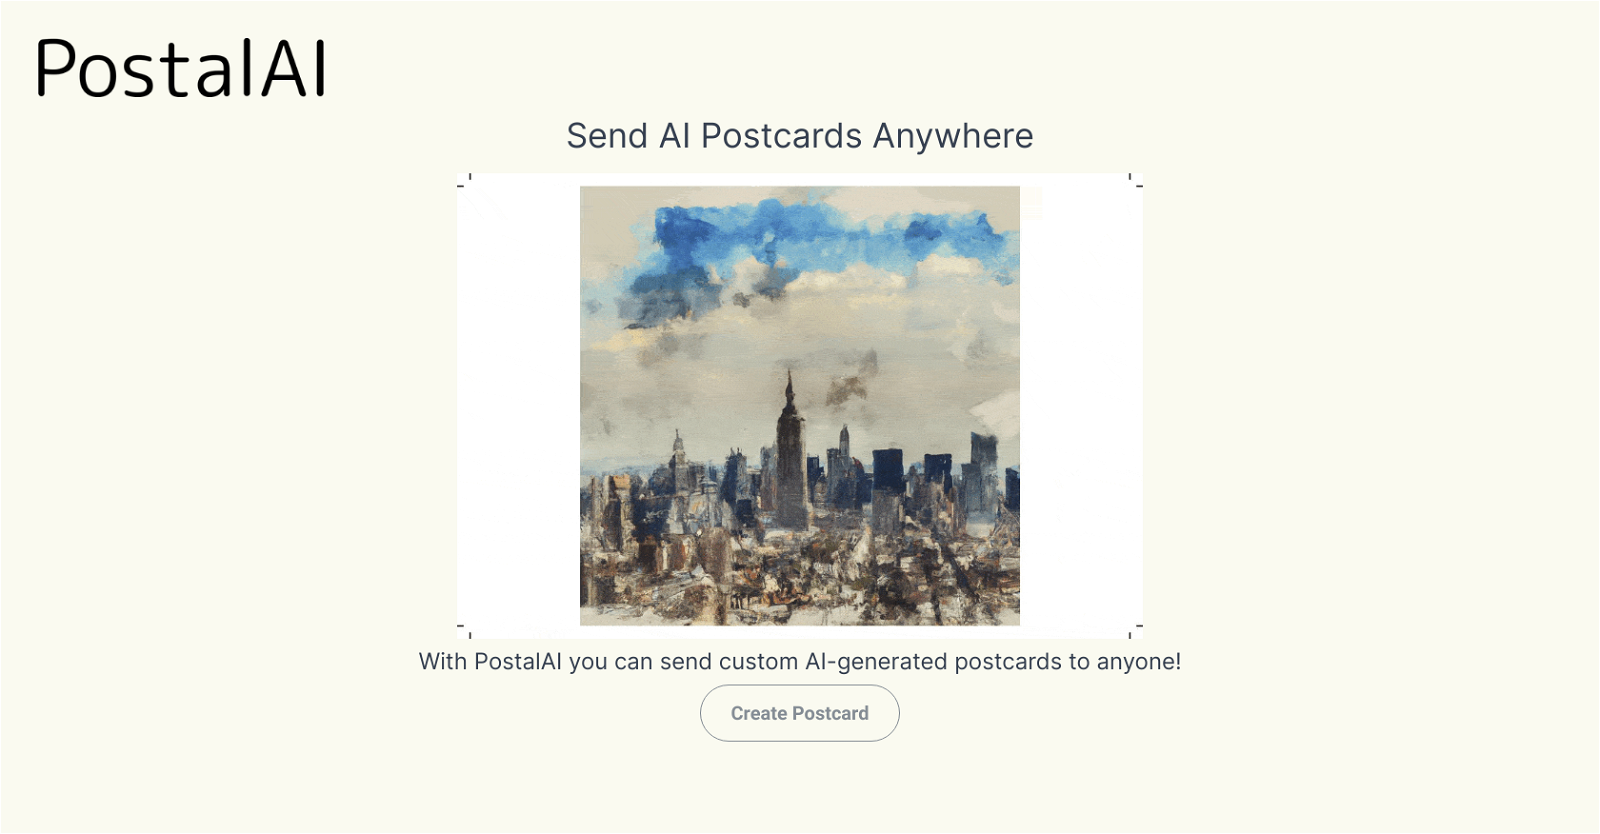 PostalAI
Send AI Postcards Anywhere
With PostalAI you can send custom AI-generated postcards to anyone!
Create Postcard